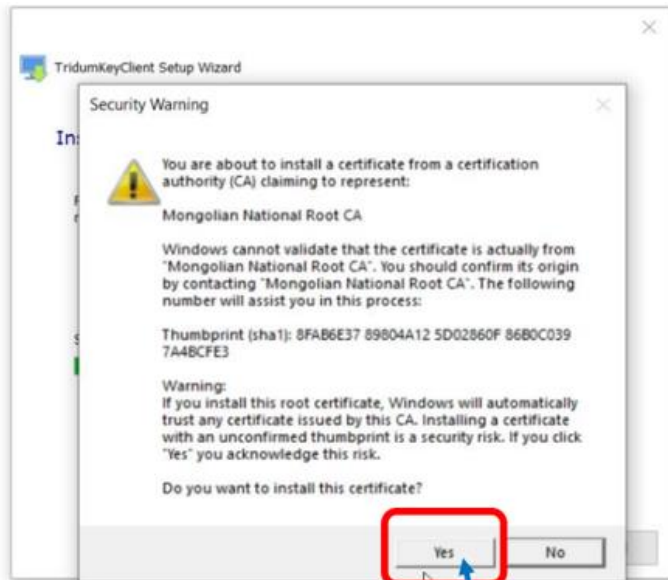 TridumKeyClient Setup Wizard
Security Warning
In
You are about to install a certificate from a certification
authority (CA) claiming to represent:
Mongolian National Root CA
Windows cannot validate that the certificate is actually from
"Mongolian National Root CA". You should confirm its origin
by contacting "Mongolian National Root CA". The following
number will assist you in this process:
Thumbprint (sha1): 8FAB6E37 89804A12 5D02860F 86B0C039
7A4BCFE3
Warning:
If you install this root certificate, Windows will automatically
trust any certificate issued by this CA. Installing a certificate
with an unconfirmed thumbprint is a security risk. If you click
"Yes" you acknowledge this risk.
Do you want to install this certificate?
Yes No